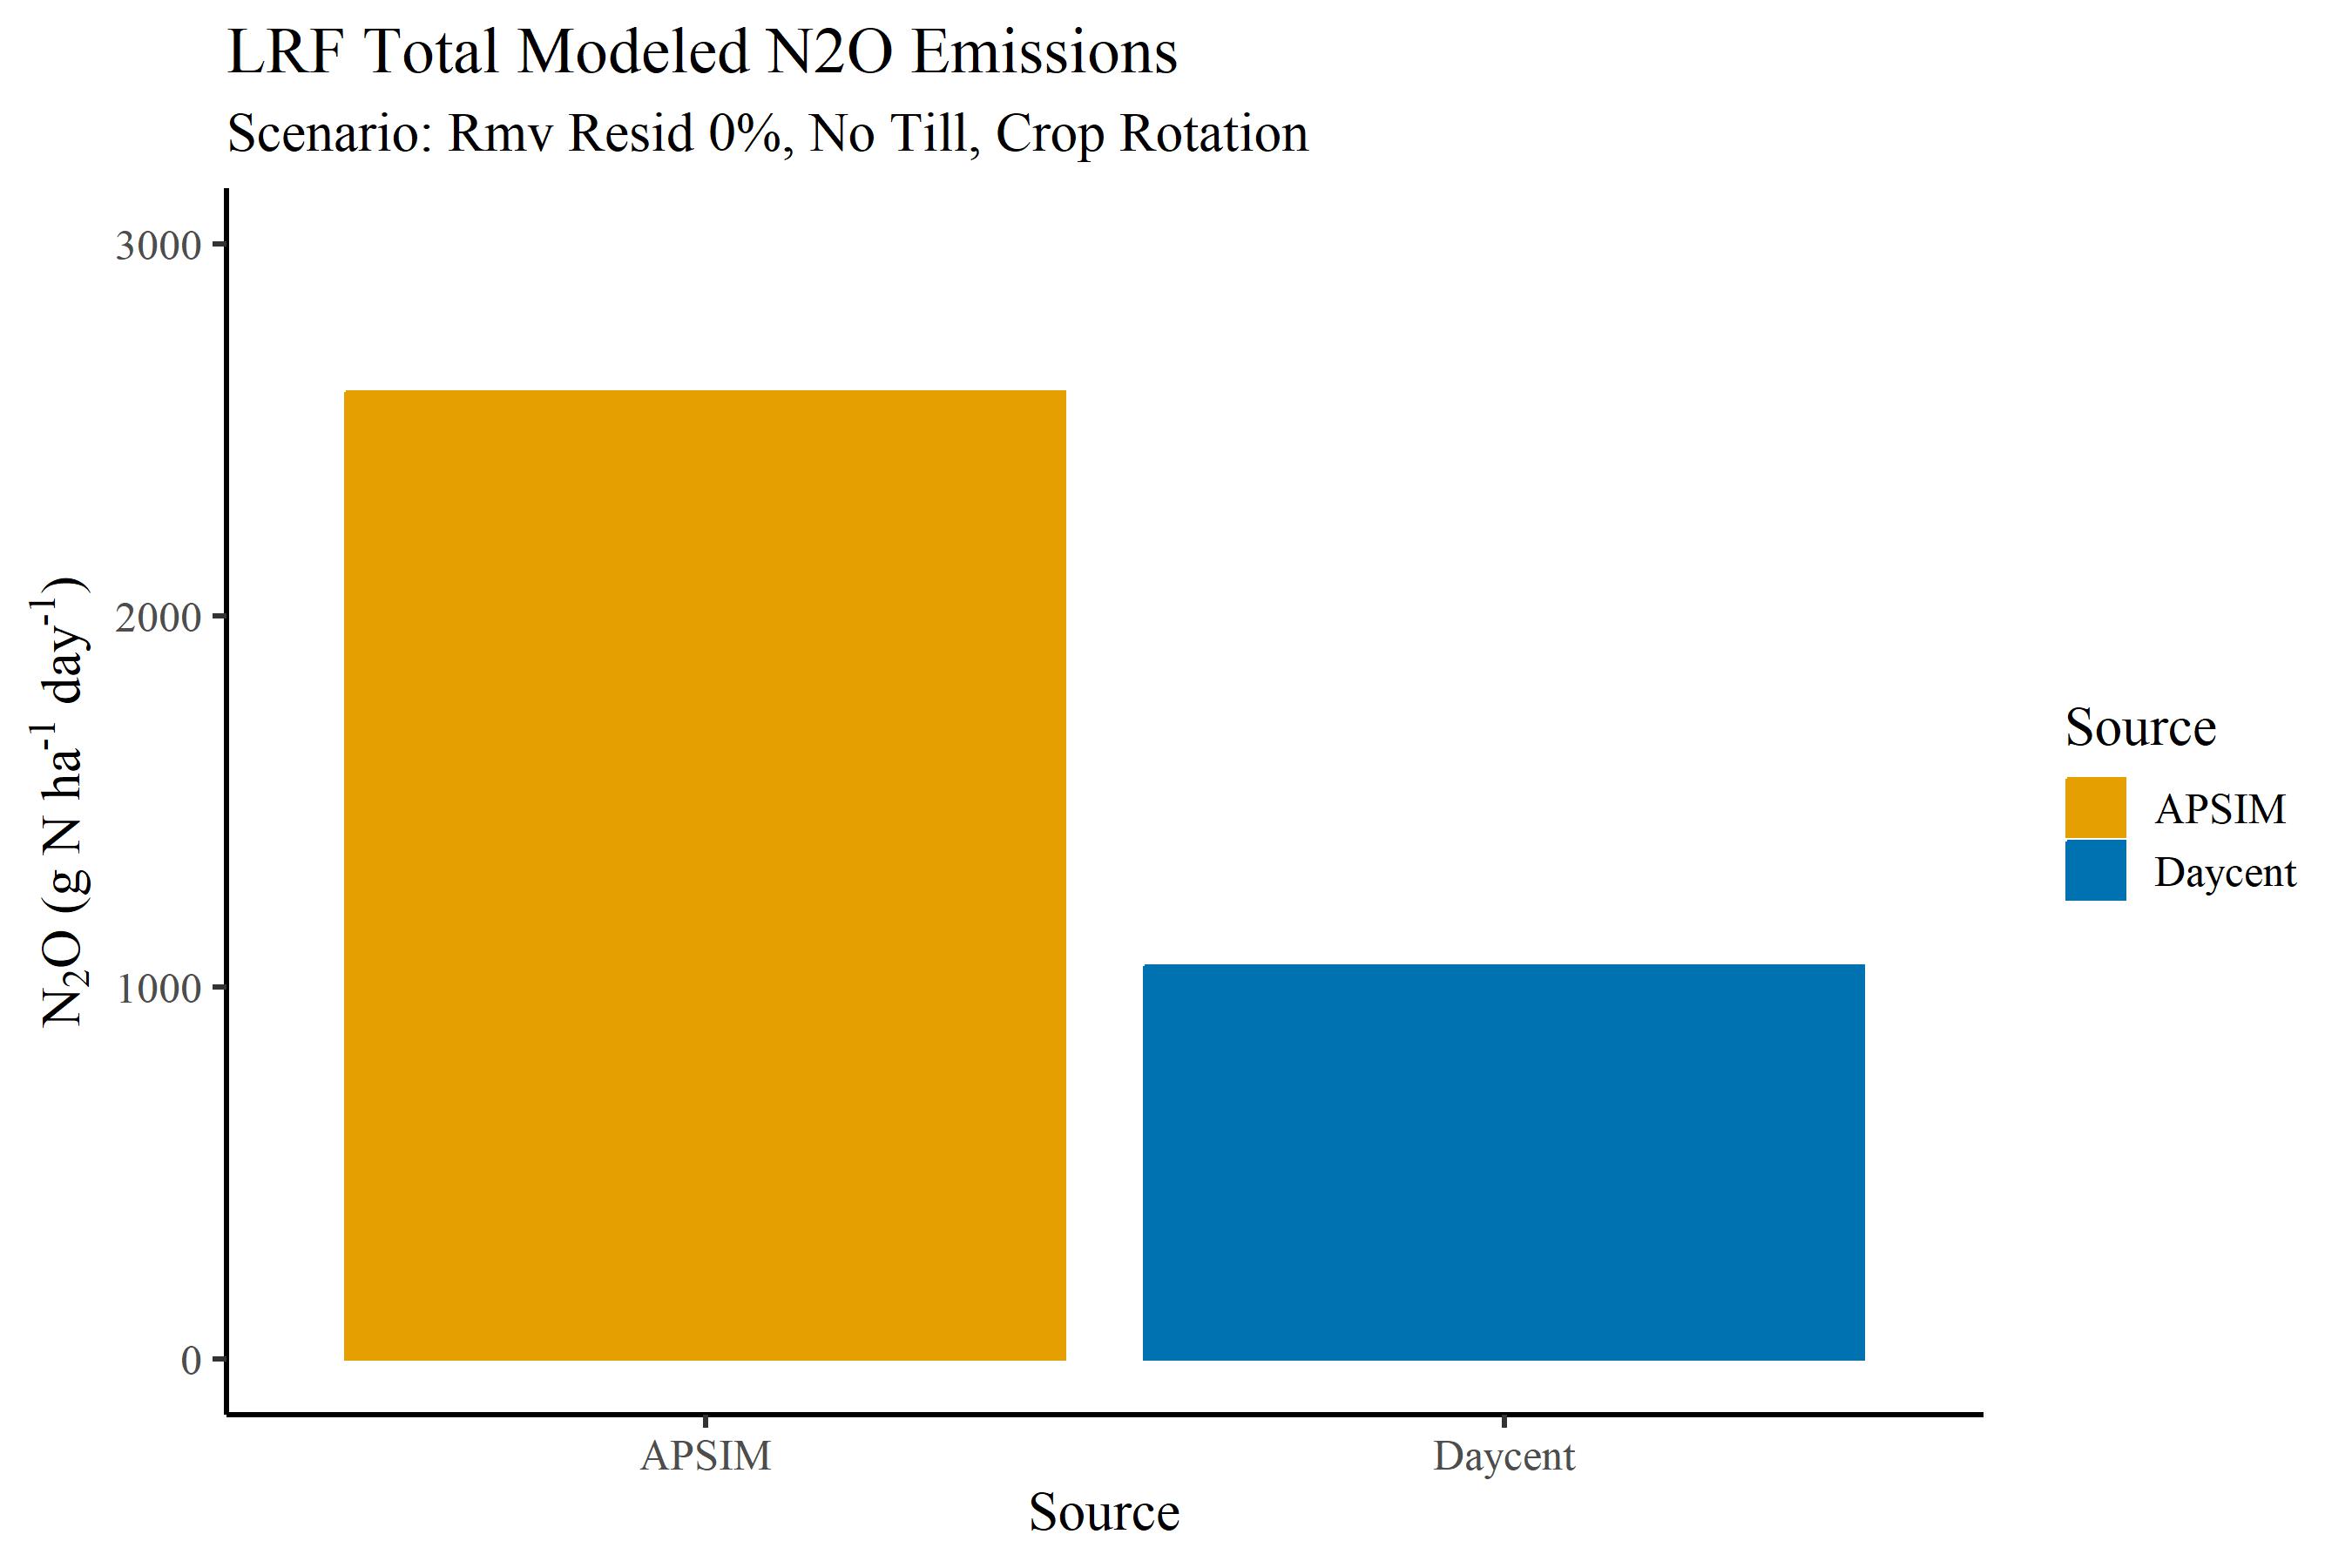 LRF Total Modeled N2O Emissions
Scenario: Rmv Resid 0%, No Till, Crop Rotation
N₂O (g N ha⁻¹ day⁻¹)
3000
2000
1000
0
APSIM
Daycent
Source
Source
APSIM
Daycent